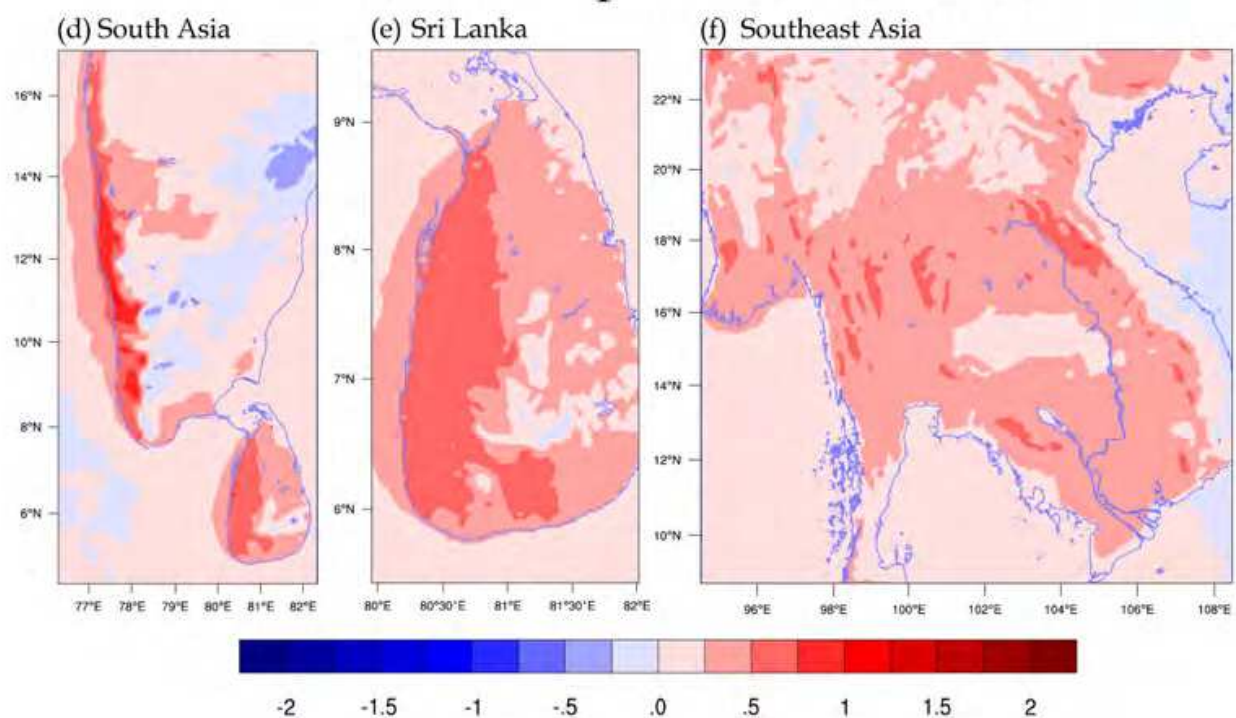 (d) South Asia (e) Sri Lanka (f) Southeast Asia
16°N
14°N
12°N
10°N
8°N
6°N
77°E 78°E 79°E 80°E 81°E 82°E
9°N
8°N
7°N
6°N
80°E 80°30'E 81°E 81°30'E 82°E
22°N
20°N
18°N
16°N
14°N
12°N
10°N
96°E 98°E 100°E 102°E 104°E 106°E 108°E
-2 -1.5 -1 -.5 .0 .5 1 1.5 2